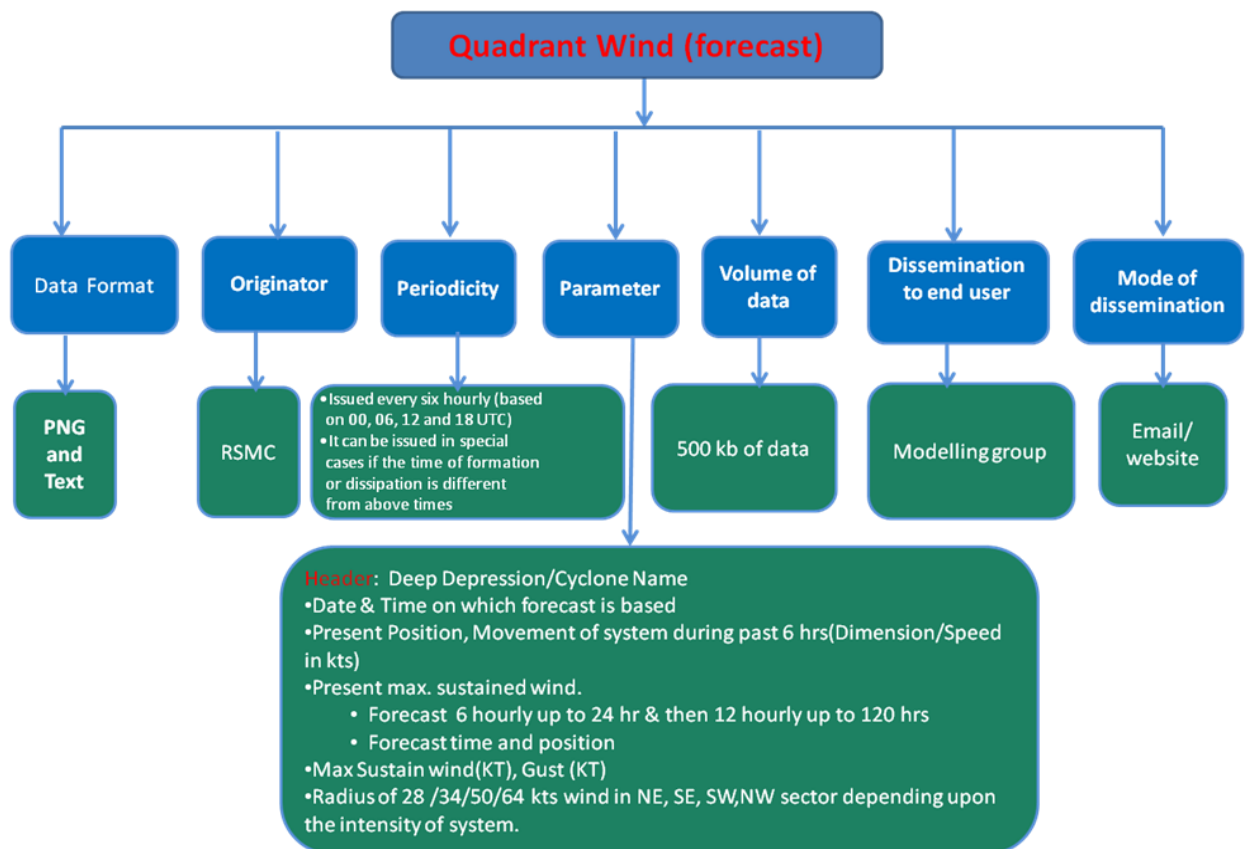 Quadrant Wind (forecast)
Data Format
Originator
Periodicity
Parameter
Volume of
data
Dissemination
to end user
Mode of
dissemination
PNG
and
Text
RSMC
•Issued every six hourly (based
on 00, 06, 12 and 18 UTC)
•It can be issued in special
cases if the time of formation
or dissipation is different
from above times
500 kb of data
Modelling group
Email/
website
Header: Deep Depression/Cyclone Name
•Date & Time on which forecast is based
•Present Position, Movement of system during past 6 hrs(Dimension/Speed
in kts)
•Present max. sustained wind.
• Forecast 6 hourly up to 24 hr & then 12 hourly up to 120 hrs
• Forecast time and position
•Max Sustain wind(KT), Gust (KT)
•Radius of 28 /34/50/64 kts wind in NE, SE, SW,NW sector depending upon
the intensity of system.